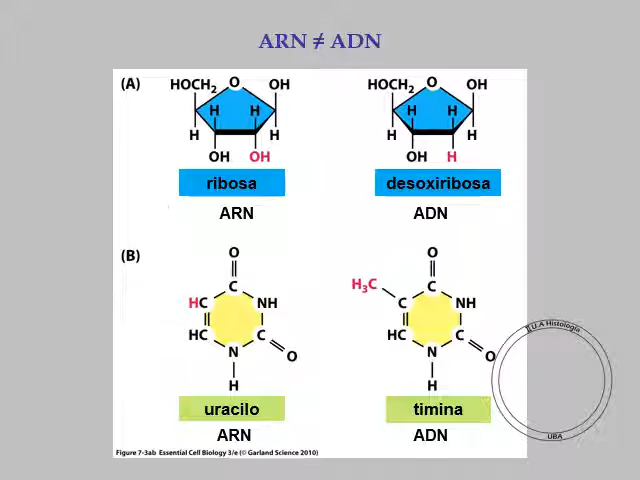 ARN ≠ ADN
(A)
HOCH2 O OH
H H
H H
OH OH
ribosa
ARN
HOCH2 O OH
H H
H H
OH H
desoxiribosa
ADN
(B)
O
C
HC NH
HC C
N O
H
uracilo
ARN
O
H3C C
C NH
HC C
N O
H
timina
ADN
U.A Histología
UBA
Figure 7-3ab Essential Cell Biology 3/e (© Garland Science 2010)